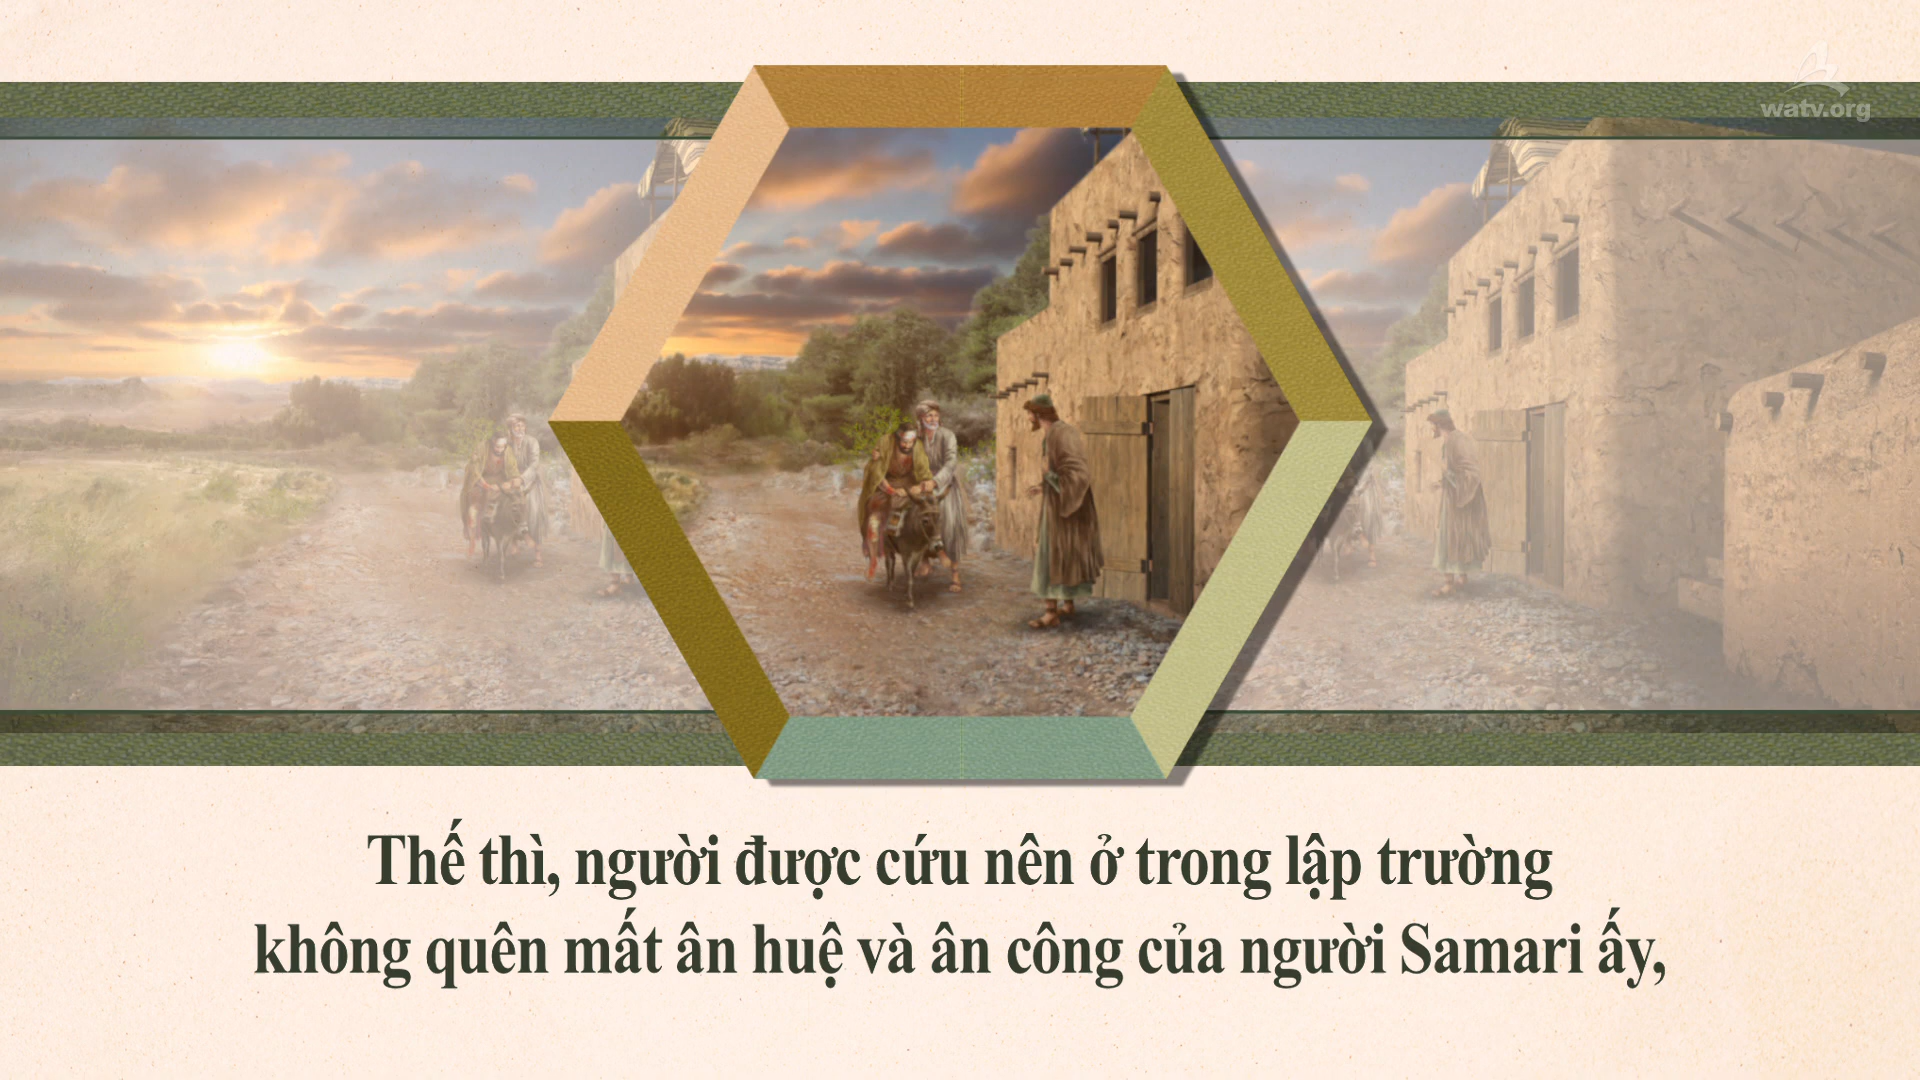 watv.org
Thế thì, người được cứu nên ở trong lập trường
không quên mất ân huệ và ân công của người Samari ấy,